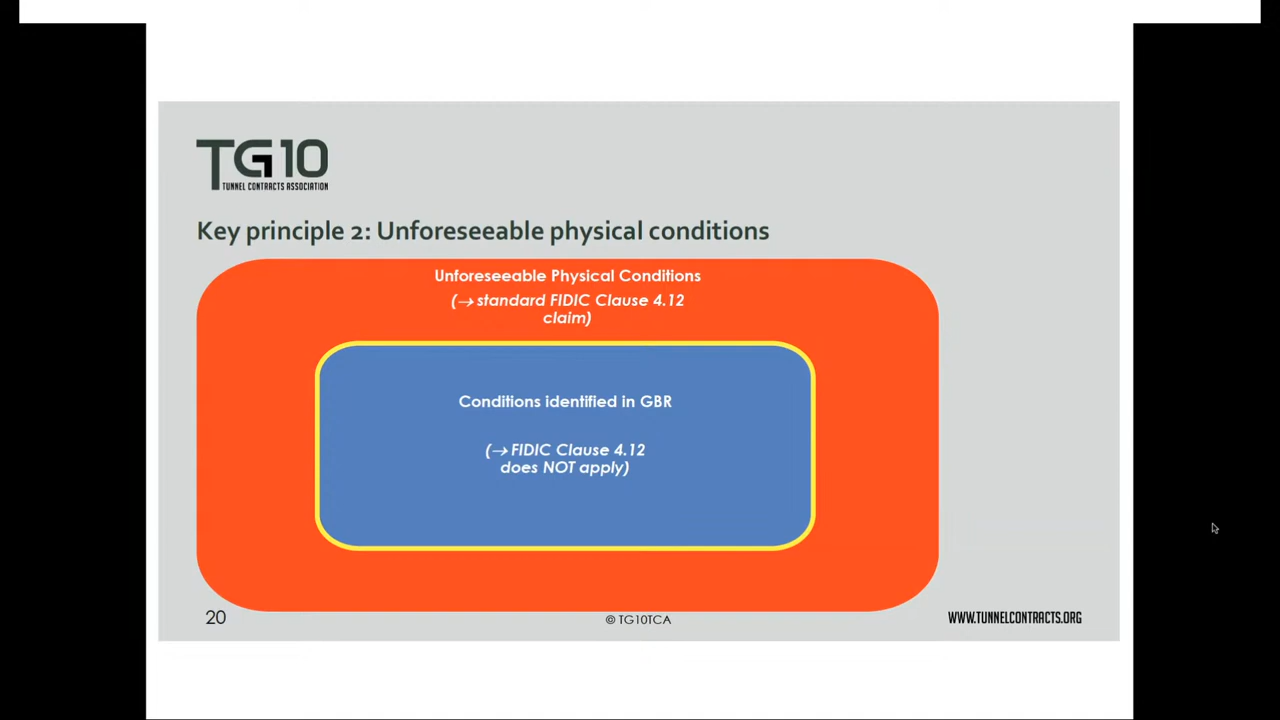 TG10
TUNNEL CONTRACTS ASSOCIATION
Key principle 2: Unforeseeable physical conditions
Unforeseeable Physical Conditions
(→ standard FIDIC Clause 4.12
claim)
Conditions identified in GBR
(→ FIDIC Clause 4.12
does NOT apply)
20
© TG10TCA
WWW.TUNNELCONTRACTS.ORG